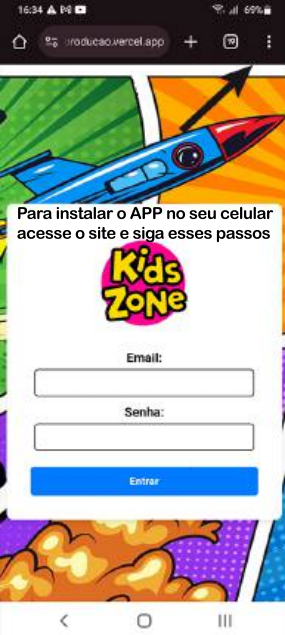 16:34
69%
roducao.vercel.app
19
Para instalar o APP no seu celular
acesse o site e siga esses passos
Kids
Zone
Email:
Senha:
Entrar